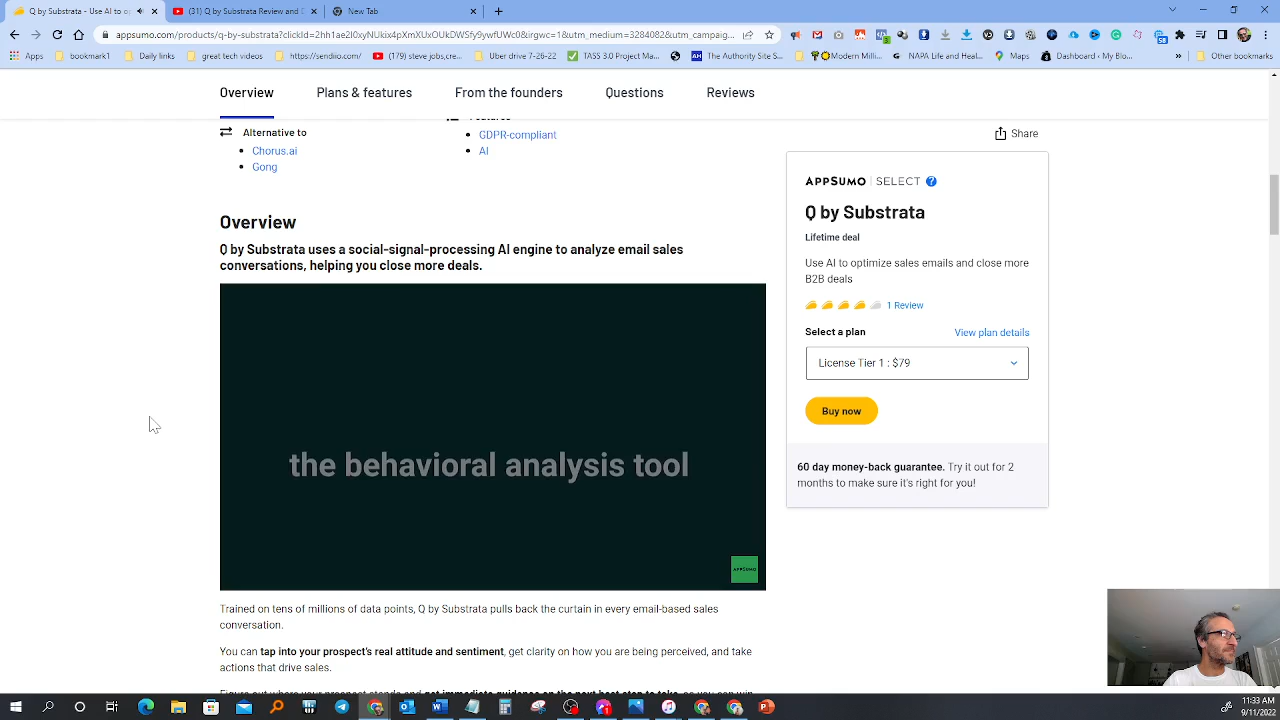 Q by Substrata - Use AI to op
(31) Q by Substrata Review and D
New Tab
appsumo.com/products/q-by-substrata?clickId=2hh1ae2I0xyNUkix4pXmXUxOUkDWSfy9ywfUWc0&irgwc=1&utm_medium=3284082&utm_campaig...
Apps
bookmark1
Daily links
great tech videos
https://sendiio.com/
(179) steve jobs,cre...
Uber drive 7-26-22
TASS 3.0 Project Ma...
The Authority Site S...
Modern Mill...
NAPA Life and Heal...
Maps
Dashboard ‹ My Blo...
»
Other bookmarks
Overview
Plans & features
From the founders
Questions
Reviews
Alternative to
Chorus.ai
Gong
GDPR-compliant
AI
Share
Overview
Q by Substrata uses a social-signal-processing AI engine to analyze email sales
conversations, helping you close more deals.
the behavioral analysis tool
APPSUMO
Trained on tens of millions of data points, Q by Substrata pulls back the curtain in every email-based sales
conversation.
You can tap into your prospect's real attitude and sentiment, get clarity on how you are being perceived, and take
actions that drive sales.
APPSUMO | SELECT ?
Q by Substrata
Lifetime deal
Use AI to optimize sales emails and close more
B2B deals
1 Review
Select a plan
View plan details
License Tier 1 : $79
Buy now
60 day money-back guarantee. Try it out for 2
months to make sure it's right for you!
11:33 AM
9/11/2022